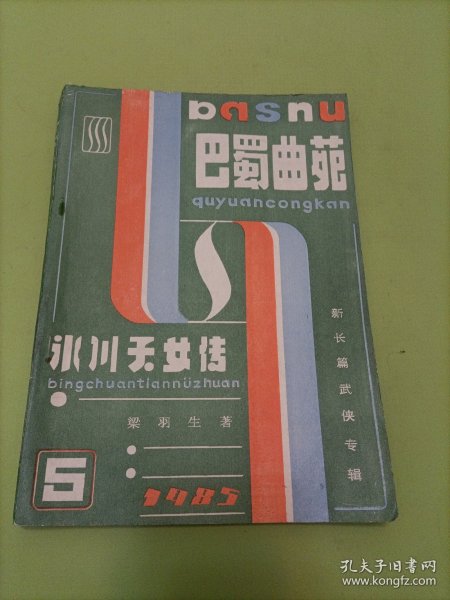 basnu
巴蜀曲苑
quyuancongkan
冰川天女传
bingchuantiannüzhuan
梁羽生著
新长篇武侠专辑
5
1985
孔夫子旧书网
www.kongfz.com